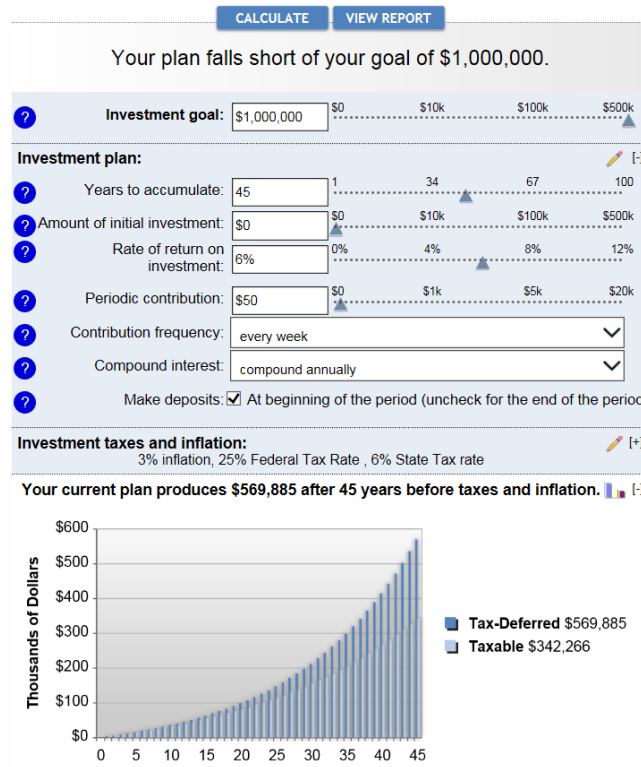 CALCULATE VIEW REPORT
Your plan falls short of your goal of $1,000,000.
? Investment goal: $1,000,000 $0 $10k $100k $500k
Investment plan: [-]
? Years to accumulate: 45 1 34 67 100
? Amount of initial investment: $0 $0 $10k $100k $500k
? Rate of return on
investment: 6% 0% 4% 8% 12%
? Periodic contribution: $50 $0 $1k $5k $20k
? Contribution frequency: every week
? Compound interest: compound annually
? Make deposits: At beginning of the period (uncheck for the end of the period
Investment taxes and inflation: [+]
3% inflation, 25% Federal Tax Rate , 6% State Tax rate
Your current plan produces $569,885 after 45 years before taxes and inflation. [-]
$600
$500
$400
$300
$200
$100
$0
Thousands of Dollars
0 5 10 15 20 25 30 35 40 45
Tax-Deferred $569,885
Taxable $342,266